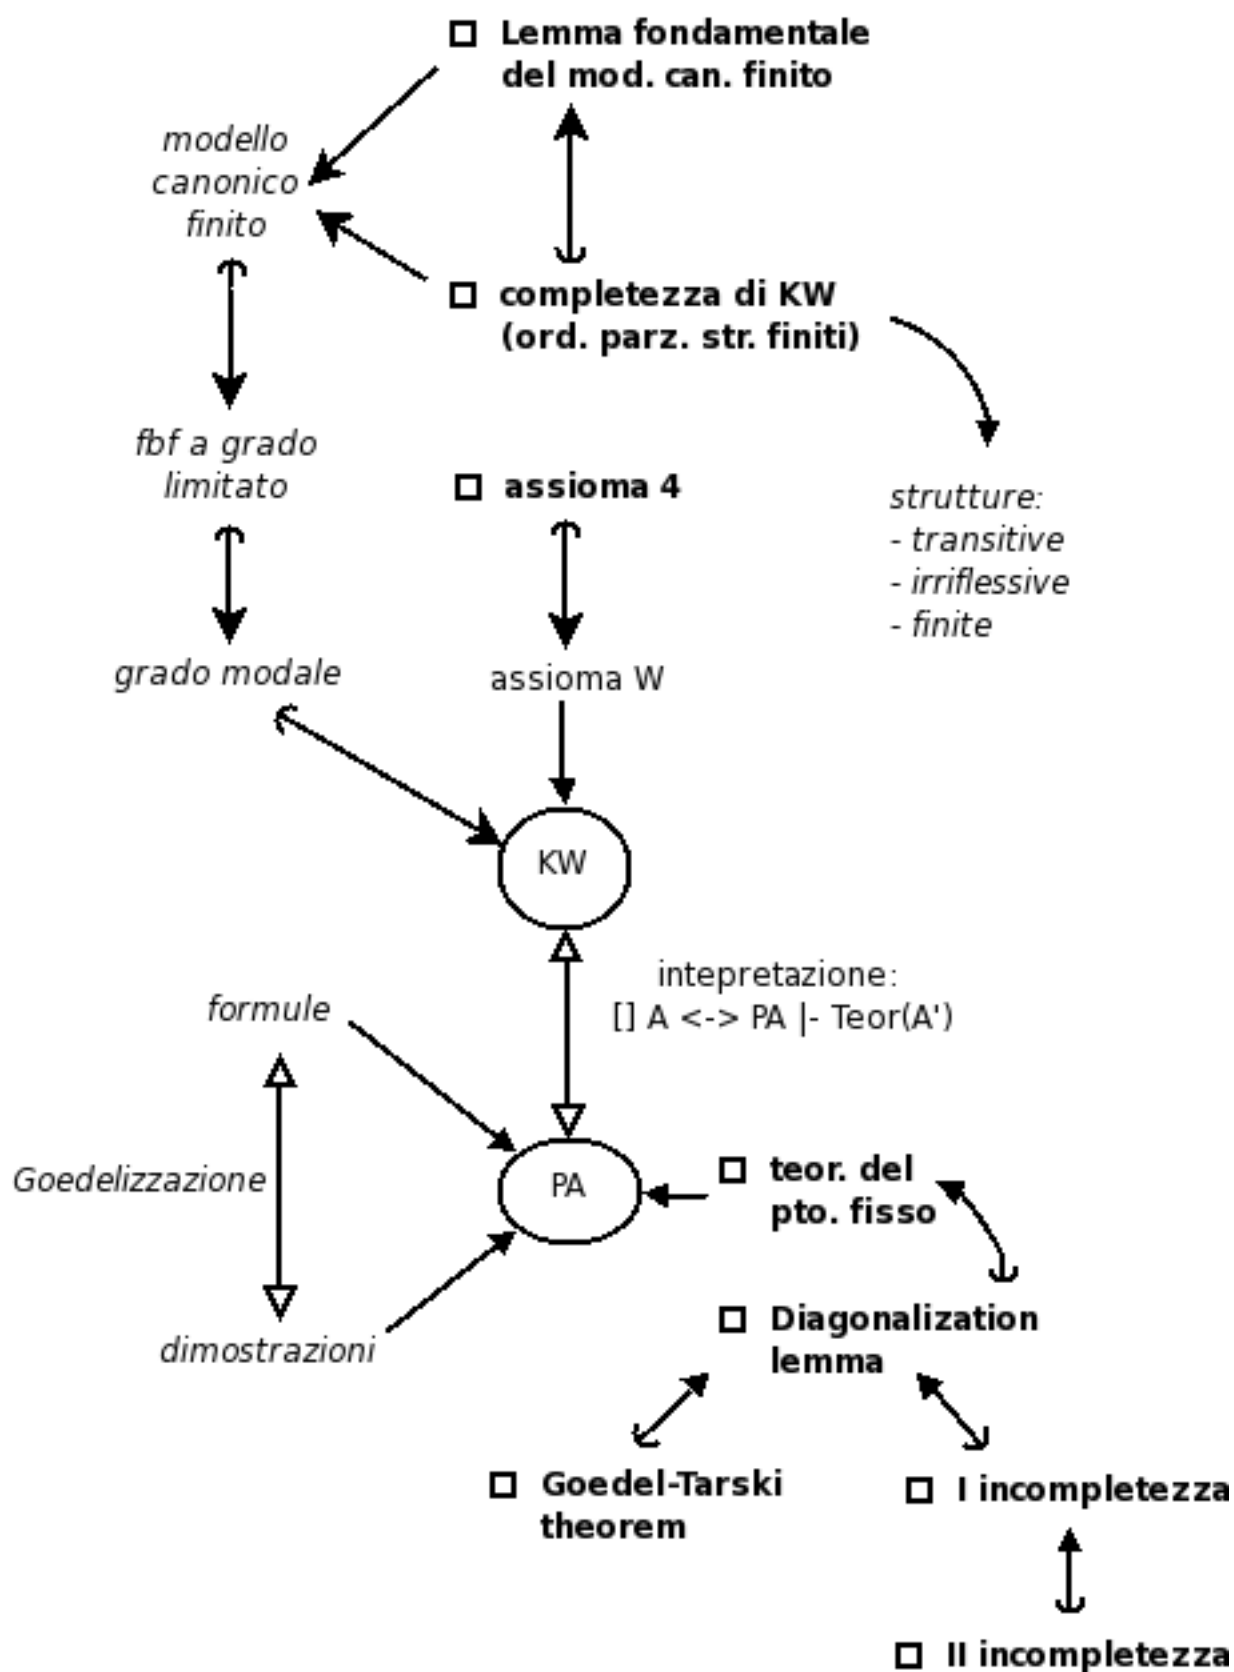 Lemma fondamentale
del mod. can. finito
modello
canonico
finito
completezza di KW
(ord. parz. str. finiti)
fbf a grado
limitato
assioma 4
strutture:
- transitive
- irriflessive
- finite
grado modale
assioma W
KW
intepretazione:
[] A <-> PA |- Teor(A')
formule
Goedelizzazione
PA
teor. del
pto. fisso
dimostrazioni
Diagonalization
lemma
Goedel-Tarski
theorem
I incompletezza
II incompletezza